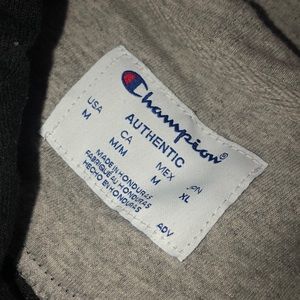 Champion
AUTHENTIC
USA CA MEX JPN
M M/M M XL
MADE IN HONDURAS
FABRIQUÉ AU HONDURAS
HECHO EN HONDURAS
ADV